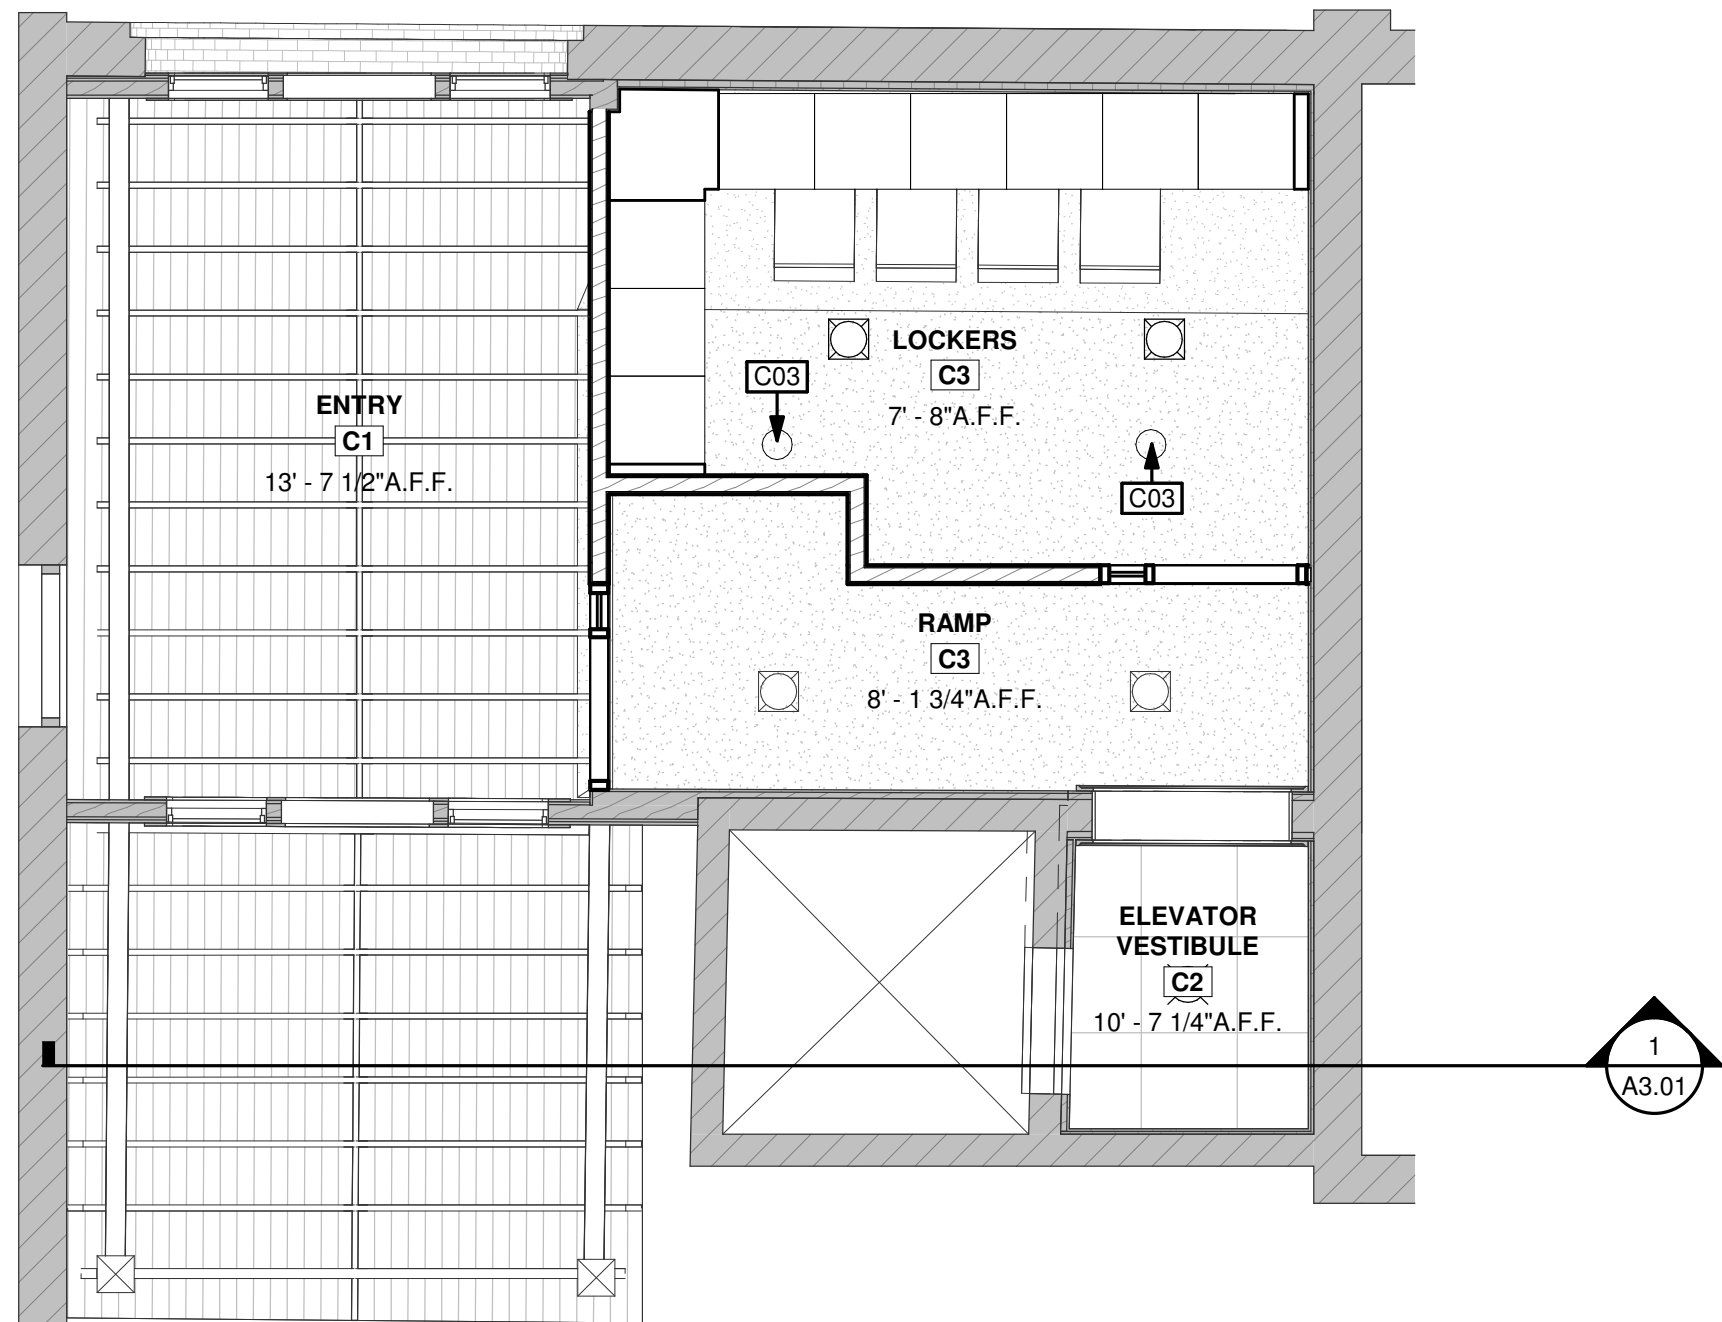 LOCKERS
C3
7' - 8"A.F.F.
C03
ENTRY
C1
13' - 7 1/2"A.F.F.
C03
RAMP
C3
8' - 1 3/4"A.F.F.
ELEVATOR
VESTIBULE
C2
10' - 7 1/4"A.F.F.
1
A3.01